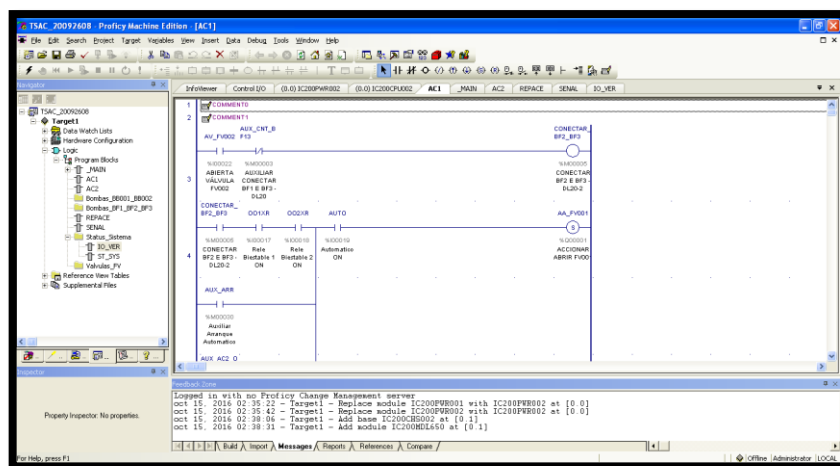 TSAC_20092608 - Proficy Machine Edition - [AC1]
File Edit Search Project Target Variables View Insert Data Debug Tools Window Help
Navigator
TSAC_20092608
Target1
Data Watch Lists
Hardware Configuration
Logic
Program Blocks
_MAIN
AC1
AC2
Bombas_BB001_BB002
Bombas_BF1_BF2_BF3
REPACE
SENAL
Status_Sistema
IO_VER
ST_SYS
Valvulas_FV
Reference View Tables
Supplemental Files
Inspector
Property Inspector: No properties.
InfoViewer Control I/O (0.0) IC200PWR002 (0.0) IC200CPU002 AC1 _MAIN AC2 REPACE SENAL IO_VER
1 COMMENT0
2 COMMENT1
AUX_CNT_B CONECTAR_
AV_FV002 F13 BF2_BF3
%I00022 %M00003 %M00005
ABIERTA AUXILIAR CONECTAR
3 VÁLVULA CONECTAR BF2 E BF3 -
FV002 BF1 E BF3 - DL20-2
DL20
CONECTAR_
BF2_BF3 OO1XR OO2XR AUTO AA_FV001
S
%M00005 %I00017 %I00018 %I00019 %Q00001
CONECTAR Rele Rele Automatico ACCIONAR
4 BF2 E BF3 - Biestable 1 Biestable 2 ON ABRIR FV00
DL20-2 ON ON
AUX_ARR
%M00030
Auxiliar
Arranque
Automatico
AUX AC2 O
Feedback Zone
Logged in with no Proficy Change Management server
oct 15, 2016 02:35:22 - Target1 - Replace module IC200PWR001 with IC200PWR002 at [0.0]
oct 15, 2016 02:35:42 - Target1 - Replace module IC200PWR002 with IC200PWR002 at [0.0]
oct 15, 2016 02:38:06 - Target1 - Add base IC200CHS002 at [0.1]
oct 15, 2016 02:38:31 - Target1 - Add module IC200MDL650 at [0.1]
Build Import Messages Reports References Compare
For Help, press F1
Offline Administrator LOCAL